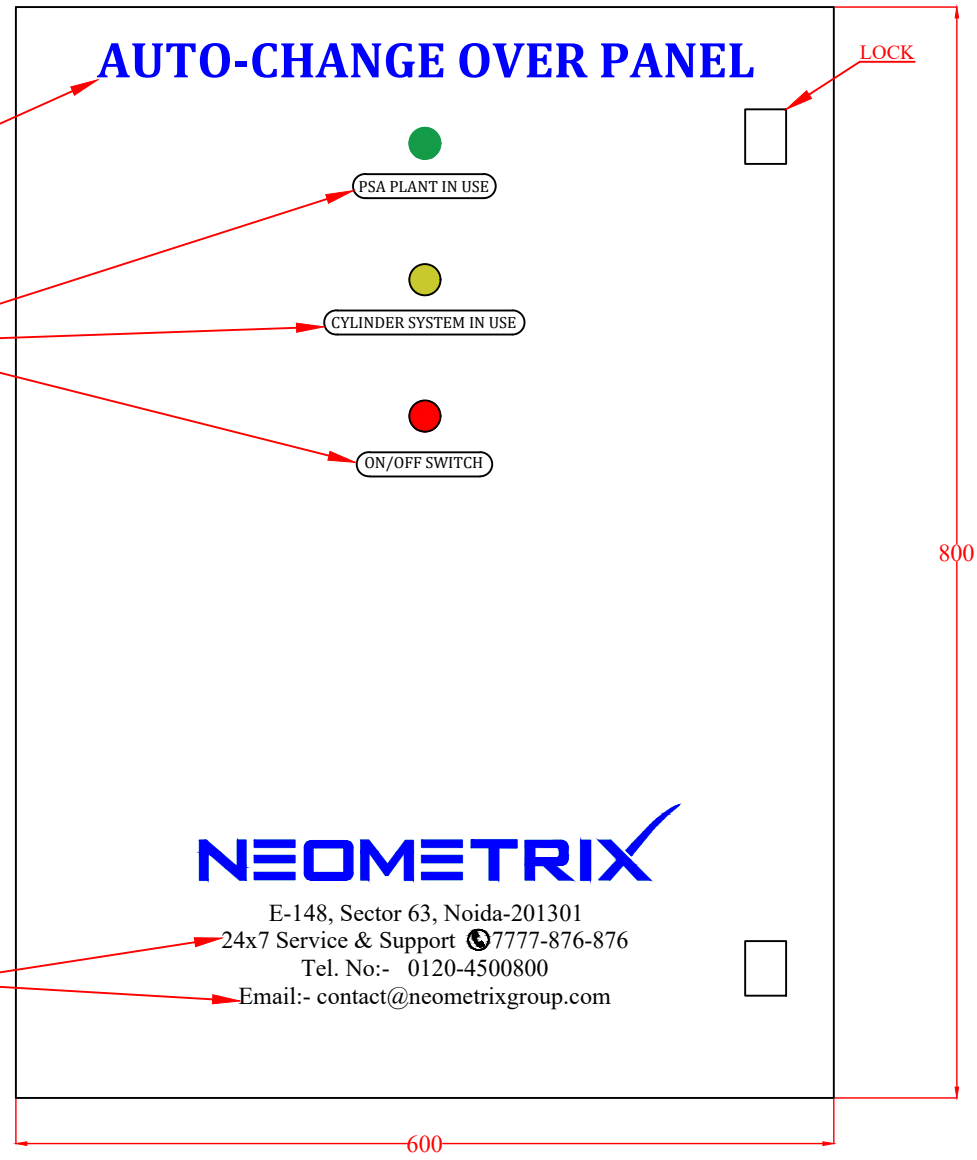 AUTO-CHANGE OVER PANEL
LOCK
PSA PLANT IN USE
CYLINDER SYSTEM IN USE
ON/OFF SWITCH
800
NEOMETRIX
E-148, Sector 63, Noida-201301
24x7 Service & Support 7777-876-876
Tel. No:- 0120-4500800
Email:- contact@neometrixgroup.com
600